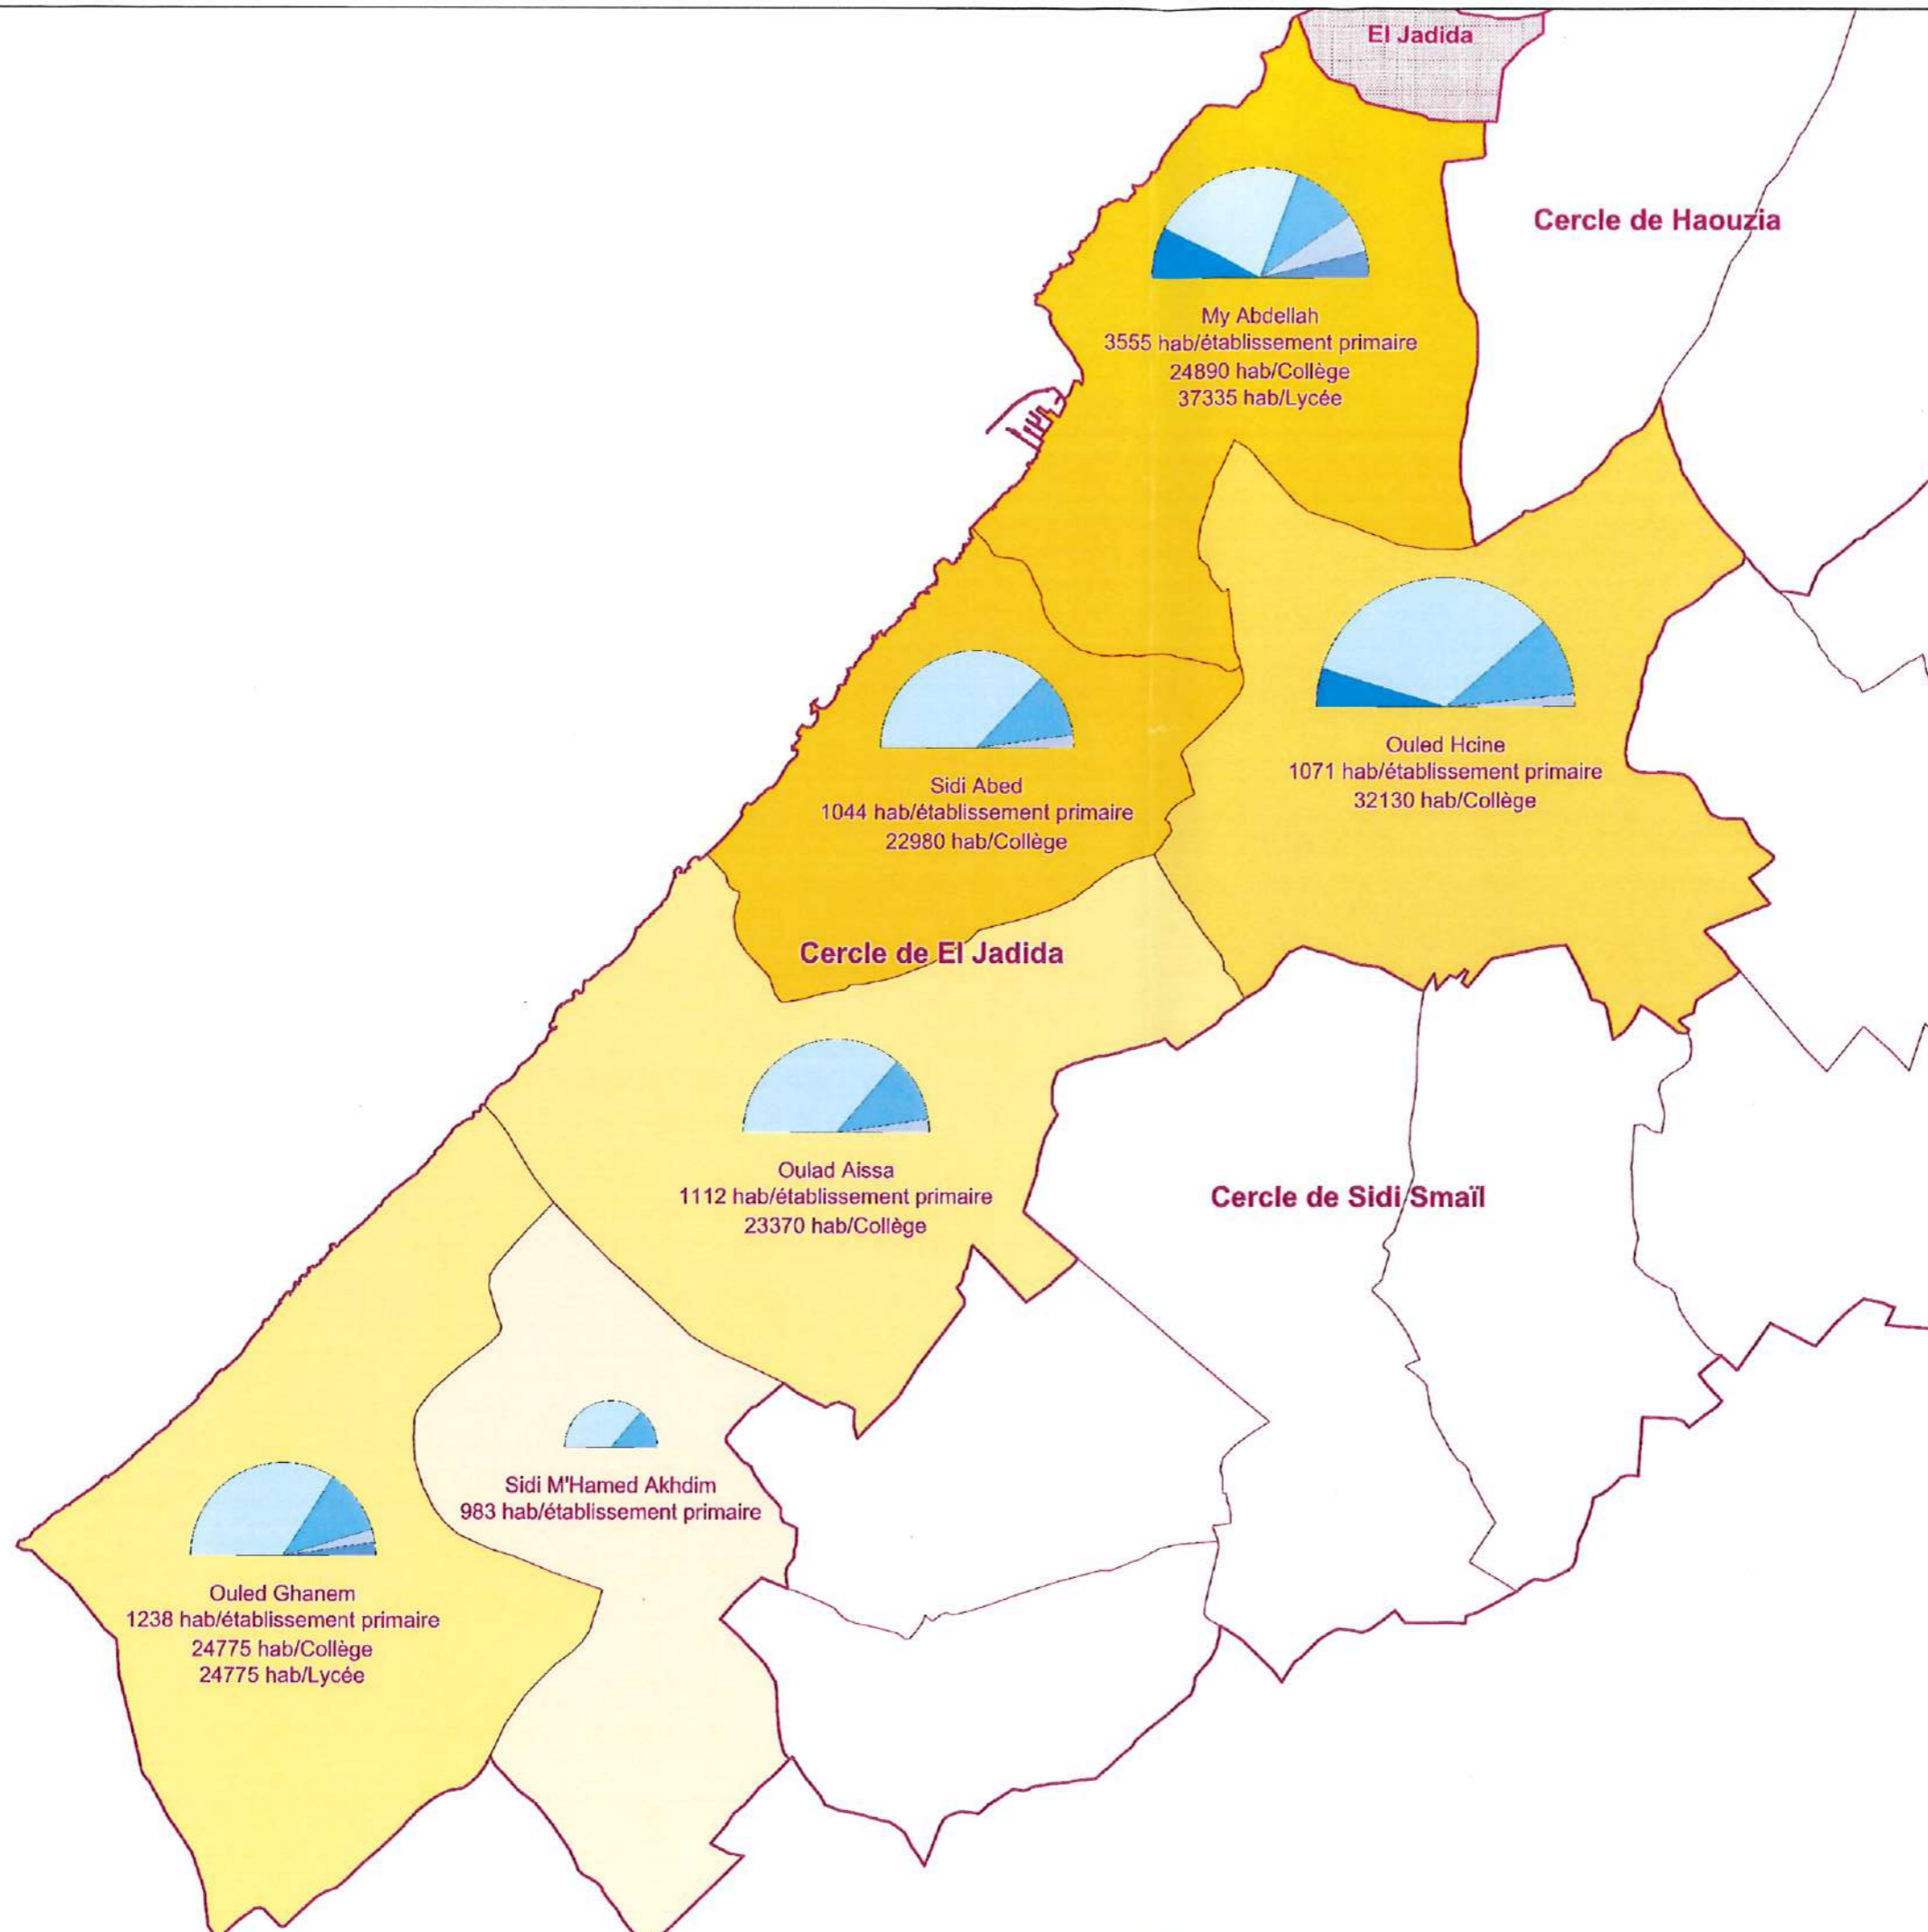 El Jadida
Cercle de Haouzia
My Abdellah
3555 hab/établissement primaire
24890 hab/Collège
37335 hab/Lycée
Ouled Hcine
1071 hab/établissement primaire
32130 hab/Collège
Sidi Abed
1044 hab/établissement primaire
22980 hab/Collège
Cercle de El Jadida
Oulad Aissa
1112 hab/établissement primaire
23370 hab/Collège
Cercle de Sidi Smaïl
Sidi M'Hamed Akhdim
983 hab/établissement primaire
Ouled Ghanem
1238 hab/établissement primaire
24775 hab/Collège
24775 hab/Lycée